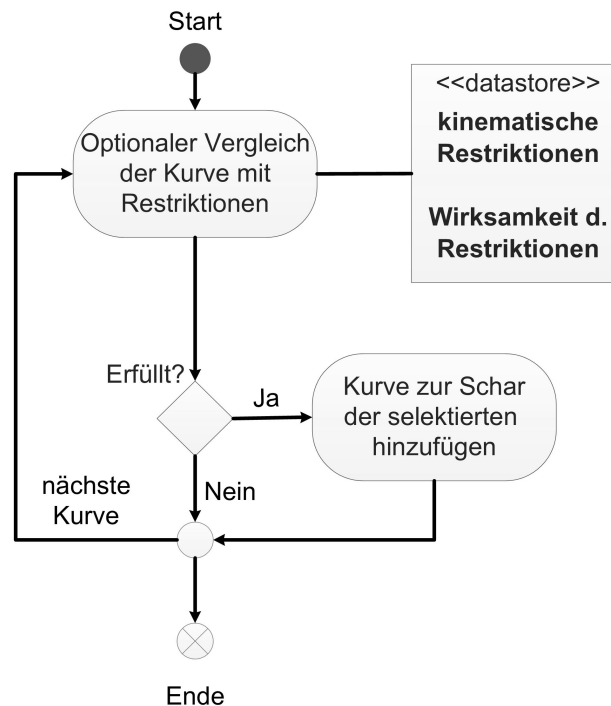 Start
Optionaler Vergleich
der Kurve mit
Restriktionen
<<datastore>>
kinematische
Restriktionen
Wirksamkeit d.
Restriktionen
Erfüllt?
Ja
Kurve zur Schar
der selektierten
hinzufügen
Nein
nächste
Kurve
Ende